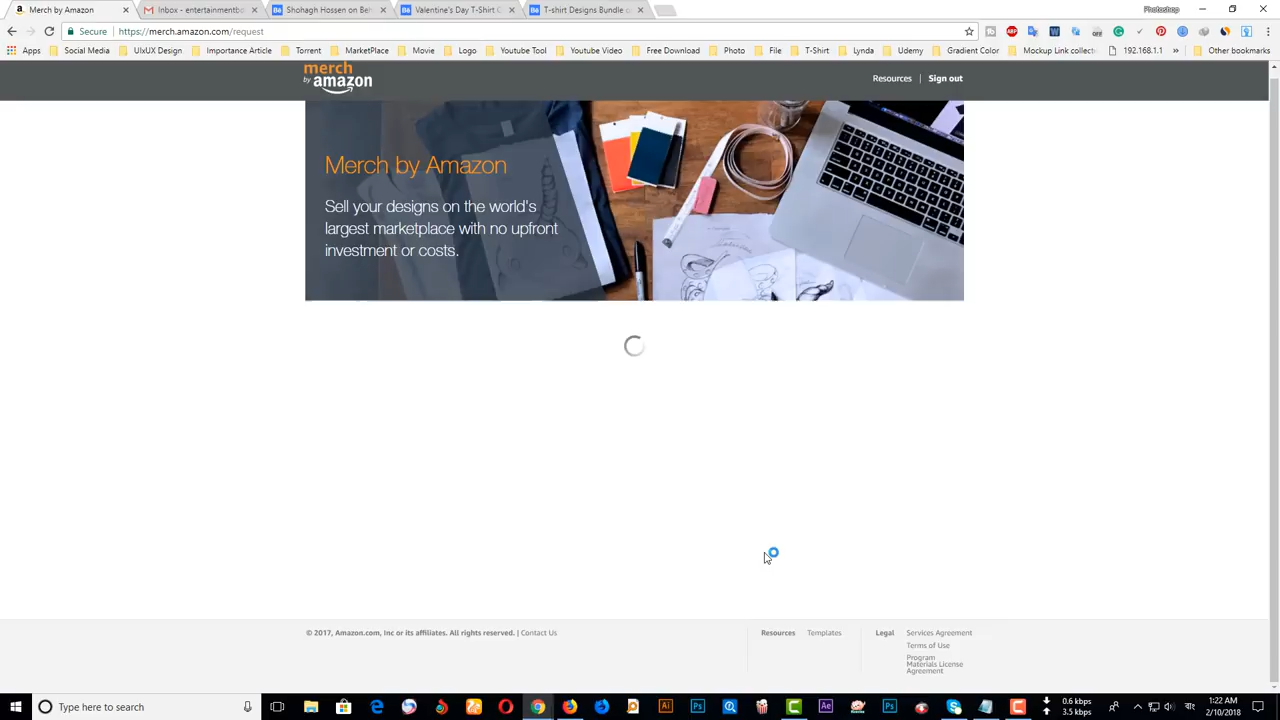 Merch by Amazon
Inbox - entertainmentb
Shohagh Hossen on Beh
Valentine's Day T-Shirt
T-shirt Designs Bundle on
Photoshop
Secure
https://merch.amazon.com/request
Apps
Social Media
UIxUX Design
Importance Article
Torrent
MarketPlace
Movie
Logo
Youtube Tool
Youtube Video
Free Download
Photo
File
T-Shirt
Lynda
Udemy
Gradient Color
Mockup Link collect
192.168.1.1
»
Other bookmarks
merch
by amazon
Resources | Sign out
Merch by Amazon
Sell your designs on the world's
largest marketplace with no upfront
investment or costs.
© 2017, Amazon.com, Inc or its affiliates. All rights reserved. | Contact Us
Resources
Templates
Legal
Services Agreement
Terms of Use
Program
Materials License
Agreement
Type here to search
0.6 kbps
3.5 kbps
1:22 AM
2/10/2018